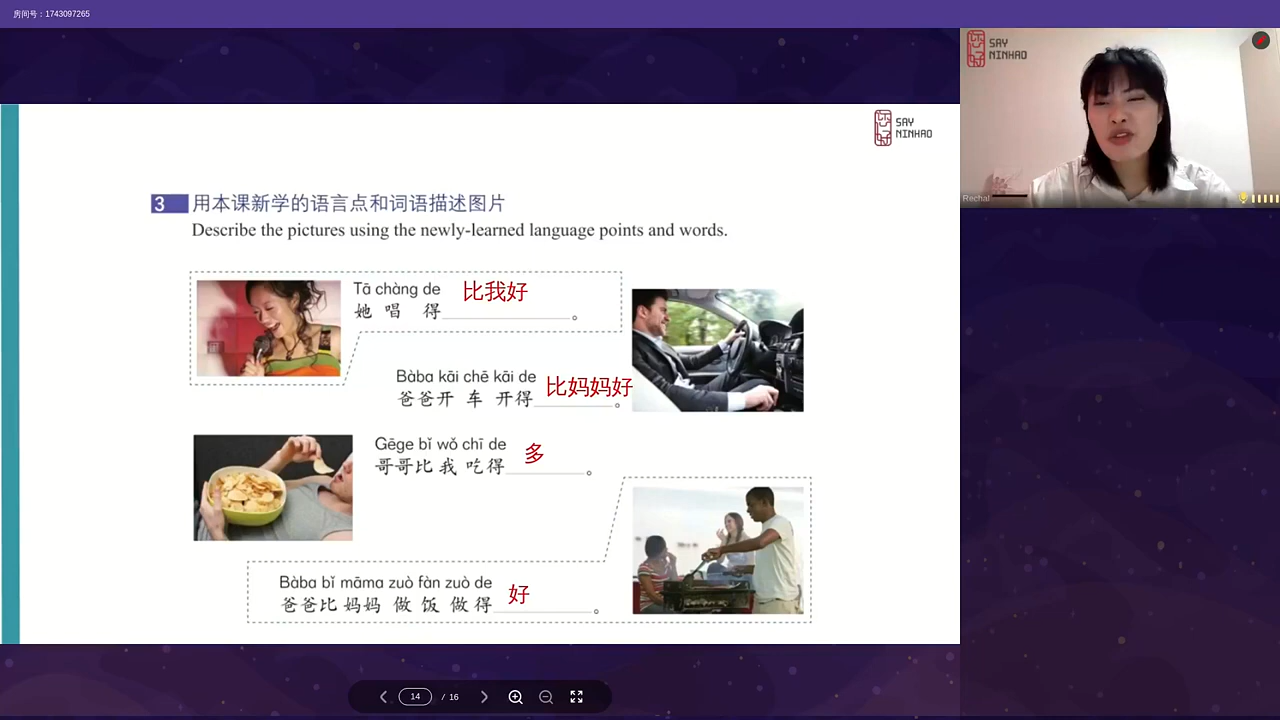 房间号：1743097265
SAY
NINHAO
SAY
NINHAO
Rechal
3 用本课新学的语言点和词语描述图片
Describe the pictures using the newly-learned language points and words.
Tā chàng de
她 唱 得 比我好。
Bàba kāi chē kāi de
爸爸开 车 开得 比妈妈好。
Gēge bǐ wǒ chī de
哥哥比 我 吃得 多。
Bàba bǐ māma zuò fàn zuò de
爸爸比 妈妈 做 饭 做 得 好。
14 / 16